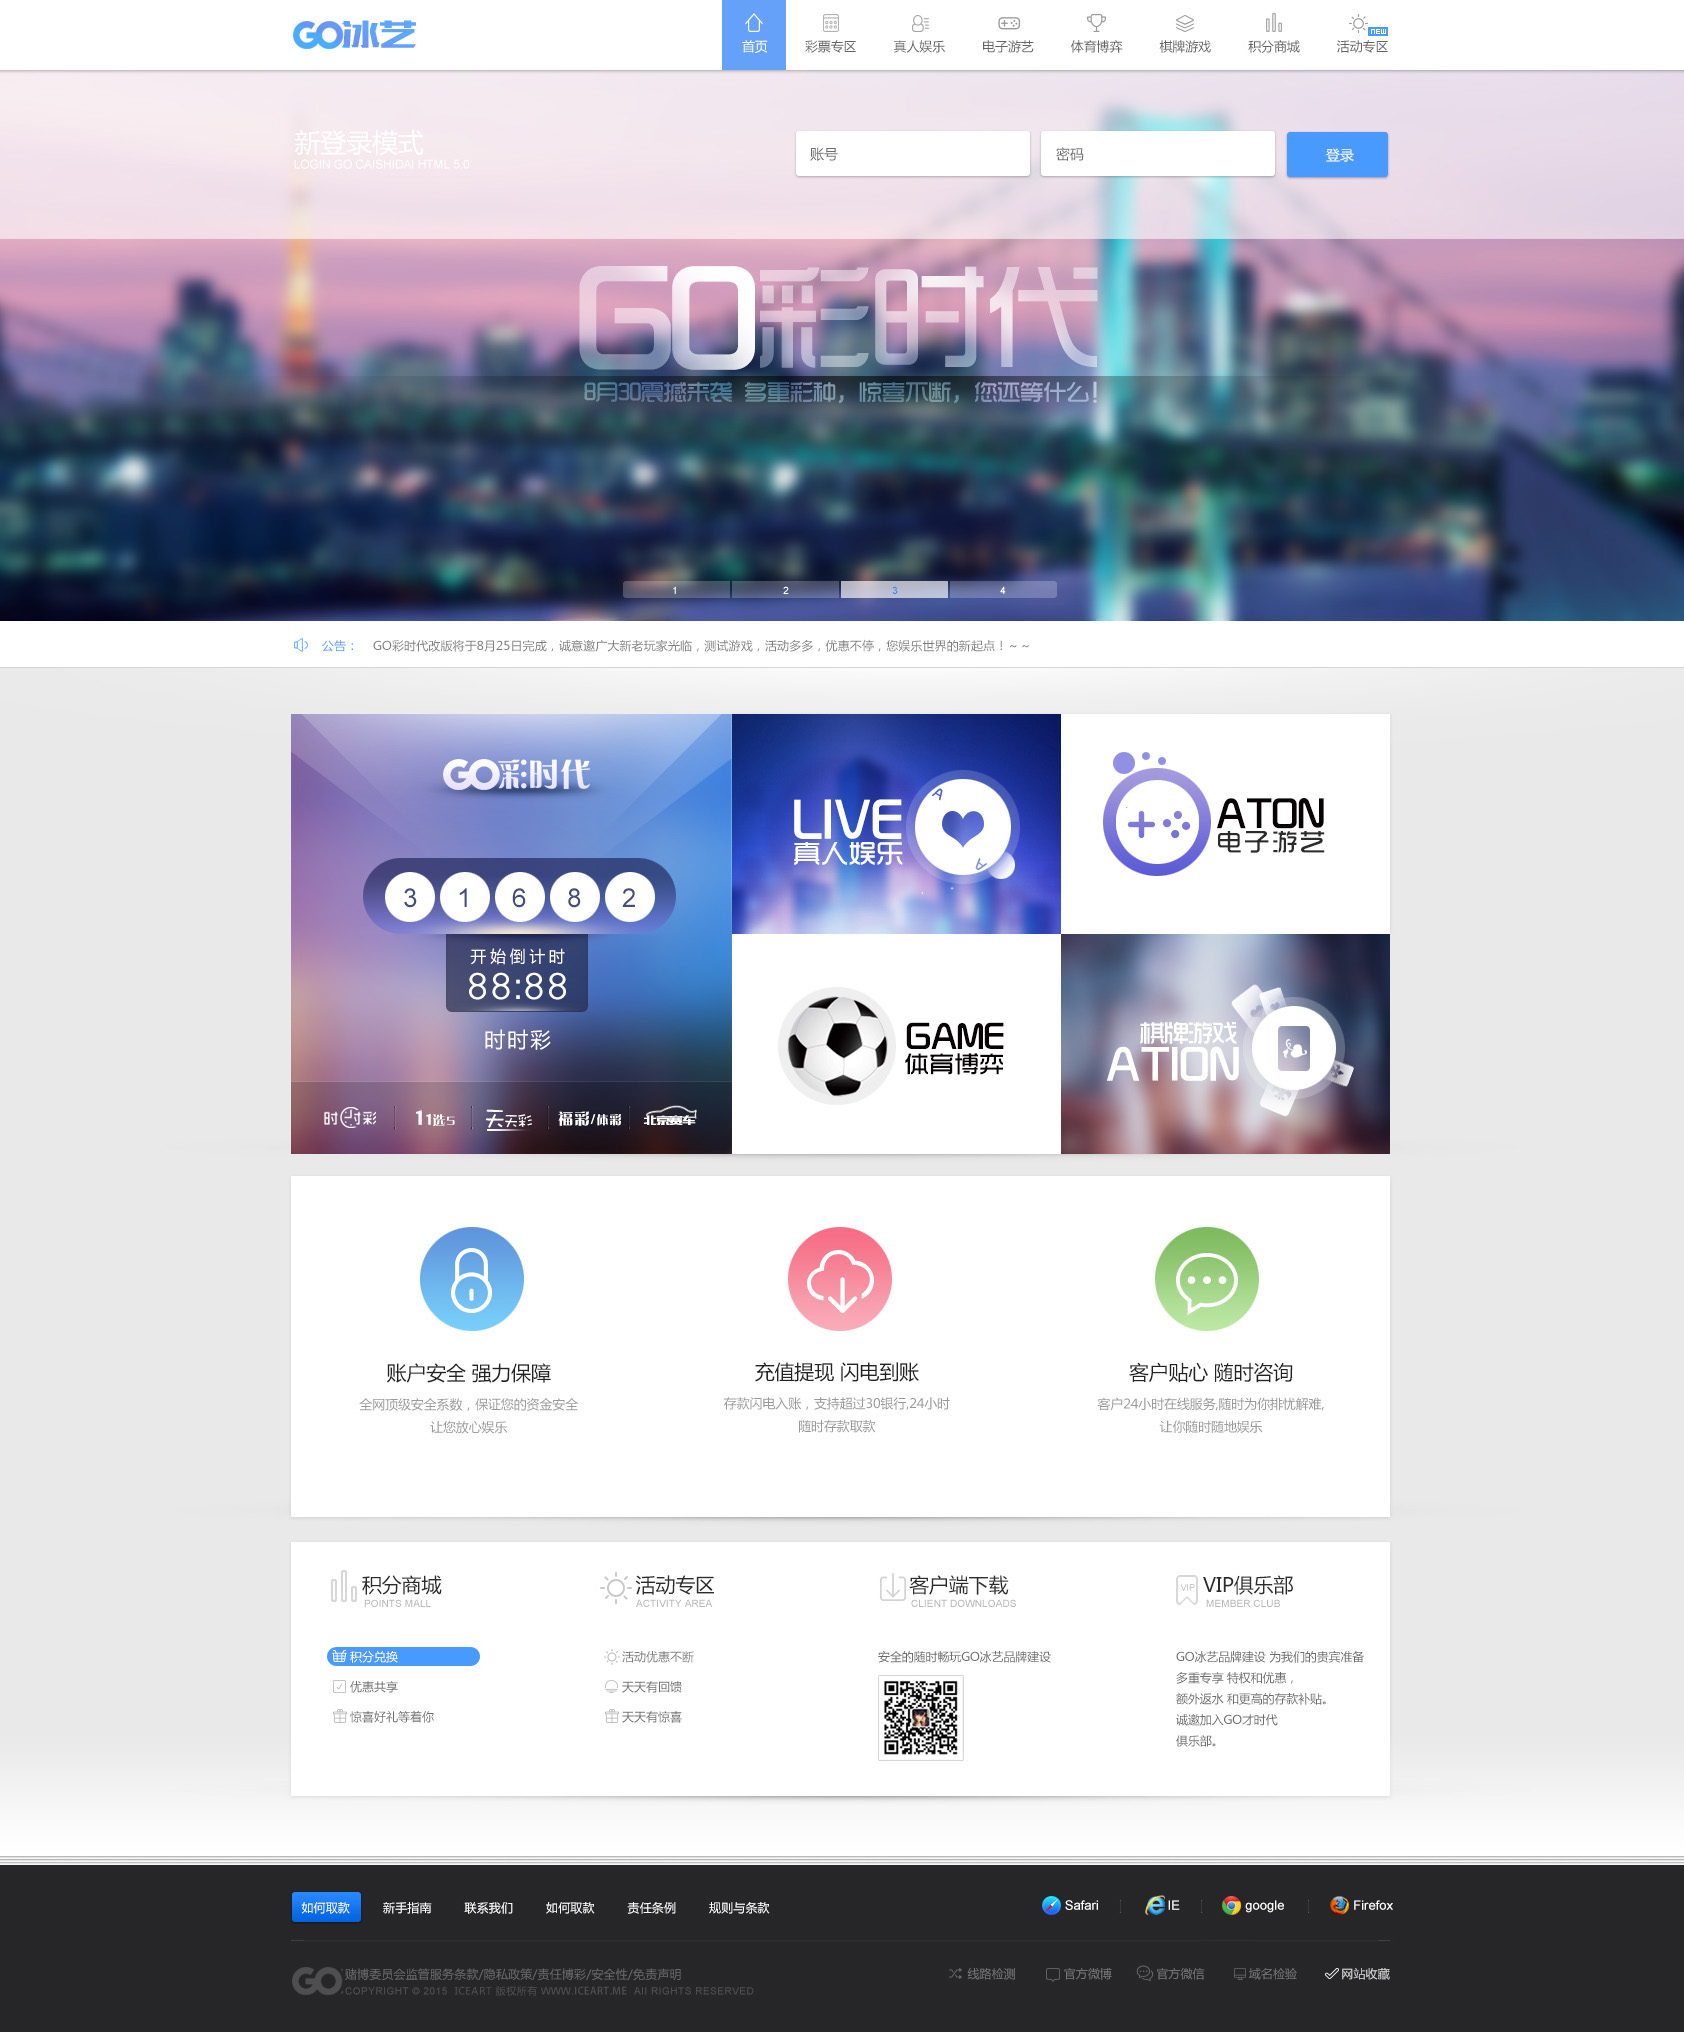 GO冰艺
首页 彩票专区 真人娱乐 电子游艺 体育博弈 棋牌游戏 积分商城 活动专区 NEW
新登录模式
LOGIN GO CAISHIDAI HTML 5.0
账号 密码 登录
GO彩时代
8月30震撼来袭 多重彩种，惊喜不断，您还等什么！
1 2 3 4
公告： GO彩时代改版将于8月25日完成，诚意邀广大新老玩家光临，测试游戏，活动多多，优惠不停，您娱乐世界的新起点！~ ~
GO彩时代
3 1 6 8 2
开始倒计时
88:88
时时彩
时时彩 11选5 天天彩 福彩/体彩 北京赛车
LIVE
真人娱乐
A
A
ATON
电子游艺
GAME
体育博弈
棋牌游戏
ATION
账户安全 强力保障
全网顶级安全系数，保证您的资金安全
让您放心娱乐
充值提现 闪电到账
存款闪电入账，支持超过30银行,24小时
随时存款取款
客户贴心 随时咨询
客户24小时在线服务,随时为你排忧解难,
让你随时随地娱乐
积分商城
POINTS MALL
积分兑换
优惠共享
惊喜好礼等着你
活动专区
ACTIVITY AREA
活动优惠不断
天天有回馈
天天有惊喜
客户端下载
CLIENT DOWNLOADS
安全的随时畅玩GO冰艺品牌建设
VIP VIP俱乐部
MEMBER CLUB
GO冰艺品牌建设 为我们的贵宾准备
多重专享 特权和优惠，
额外返水 和更高的存款补贴。
诚邀加入GO才时代
俱乐部。
如何取款 新手指南 联系我们 如何取款 责任条例 规则与条款
Safari IE google Firefox
GO 赌博委员会监管服务条款/隐私政策/责任博彩/安全性/免责声明
COPYRIGHT © 2015 ICEART 版权所有 WWW.ICEART.ME All RIGHTS RESERVED
线路检测 官方微博 官方微信 域名检验 网站收藏